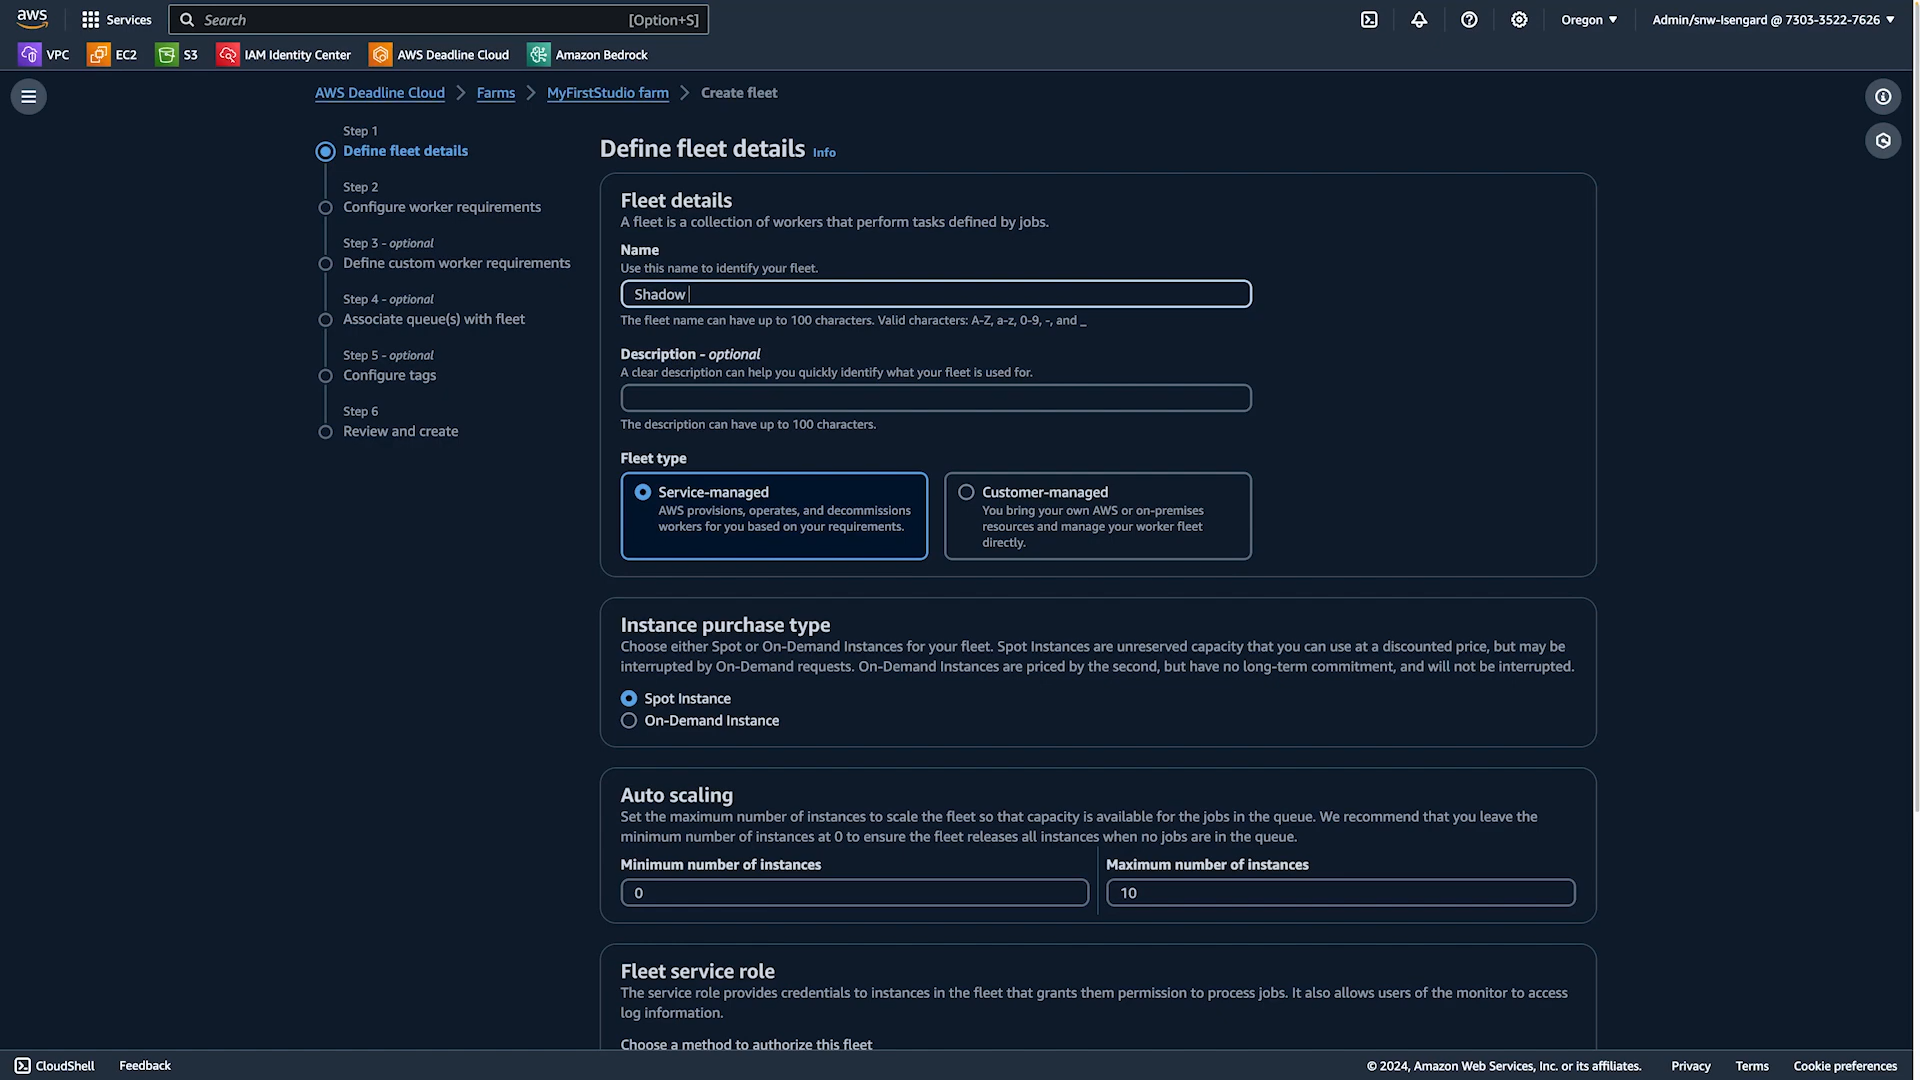 aws
Services
Search
[Option+S]
Oregon
Admin/snw-Isengard @ 7303-3522-7626
VPC
EC2
S3
IAM Identity Center
AWS Deadline Cloud
Amazon Bedrock
AWS Deadline Cloud
Farms
MyFirstStudio farm
Create fleet
Step 1
Define fleet details
Step 2
Configure worker requirements
Step 3 - optional
Define custom worker requirements
Step 4 - optional
Associate queue(s) with fleet
Step 5 - optional
Configure tags
Step 6
Review and create
Define fleet details Info
Fleet details
A fleet is a collection of workers that perform tasks defined by jobs.
Name
Use this name to identify your fleet.
Shadow
The fleet name can have up to 100 characters. Valid characters: A-Z, a-z, 0-9, -, and _
Description - optional
A clear description can help you quickly identify what your fleet is used for.
The description can have up to 100 characters.
Fleet type
Service-managed
AWS provisions, operates, and decommissions
workers for you based on your requirements.
Customer-managed
You bring your own AWS or on-premises
resources and manage your worker fleet
directly.
Instance purchase type
Choose either Spot or On-Demand Instances for your fleet. Spot Instances are unreserved capacity that you can use at a discounted price, but may be
interrupted by On-Demand requests. On-Demand Instances are priced by the second, but have no long-term commitment, and will not be interrupted.
Spot Instance
On-Demand Instance
Auto scaling
Set the maximum number of instances to scale the fleet so that capacity is available for the jobs in the queue. We recommend that you leave the
minimum number of instances at 0 to ensure the fleet releases all instances when no jobs are in the queue.
Minimum number of instances
0
Maximum number of instances
10
Fleet service role
The service role provides credentials to instances in the fleet that grants them permission to process jobs. It also allows users of the monitor to access
log information.
Choose a method to authorize this fleet
CloudShell
Feedback
© 2024, Amazon Web Services, Inc. or its affiliates.
Privacy
Terms
Cookie preferences